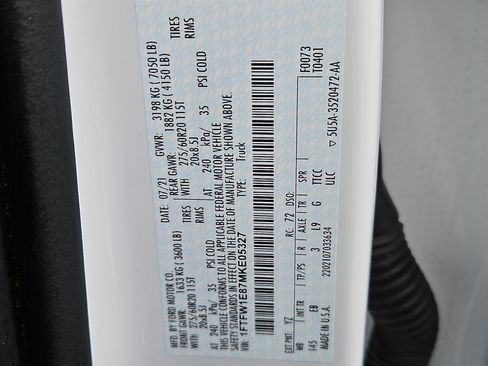 MFD. BY FORD MOTOR CO.
DATE: 07/21
GVWR: 3198 KG ( 7050 LB)
FRONT GAWR: 1633 KG ( 3600 LB)
REAR GAWR: 1882 KG ( 4150 LB)
WITH 275/60R20 115T TIRES
20x8.5J RIMS
AT 240 kPa/ 35 PSI COLD
WITH 275/60R20 115T TIRES
20x8.5J RIMS
AT 240 kPa/ 35 PSI COLD
THIS VEHICLE CONFORMS TO ALL APPLICABLE FEDERAL MOTOR VEHICLE
SAFETY STANDARDS IN EFFECT ON THE DATE OF MANUFACTURE SHOWN ABOVE.
VIN: 1FTFW1E87MKE05327
TYPE: Truck
F0073
T0401
EXT PNT: YZ RC: 72 DSO:
WB TP/PS R AXLE TR SPR
145 EB 3 L9 G TTCC
ULC
MADE IN U.S.A. 2202107033634
▽ 5U5A-3520472-AA